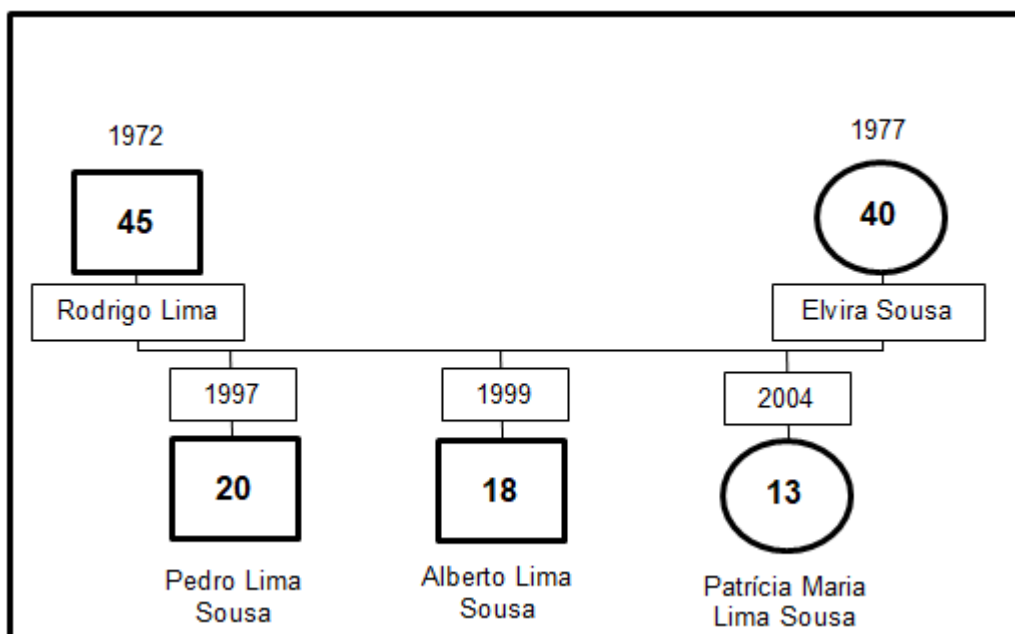 1972
1977
45
40
Rodrigo Lima
Elvira Sousa
1997
1999
2004
20
18
13
Pedro Lima
Sousa
Alberto Lima
Sousa
Patrícia Maria
Lima Sousa